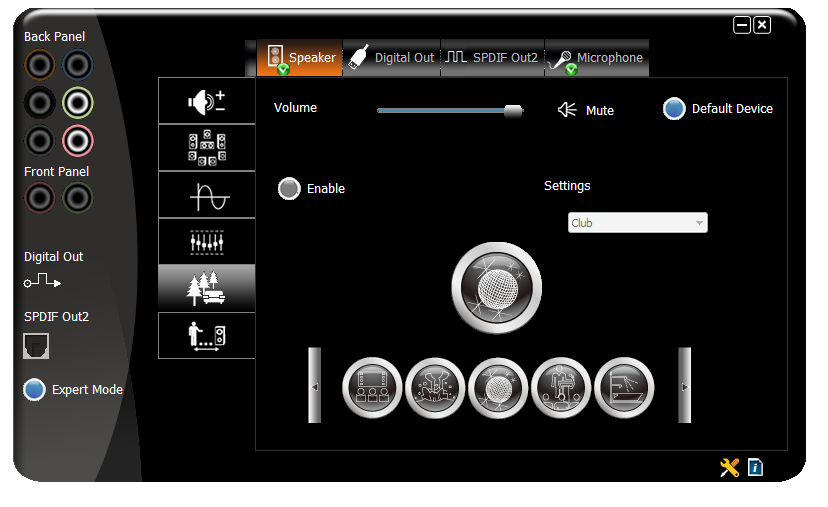 Back Panel
Speaker
Digital Out
SPDIF Out2
Microphone
Volume
Mute
Default Device
Front Panel
Enable
Settings
Club
Digital Out
SPDIF Out2
Expert Mode